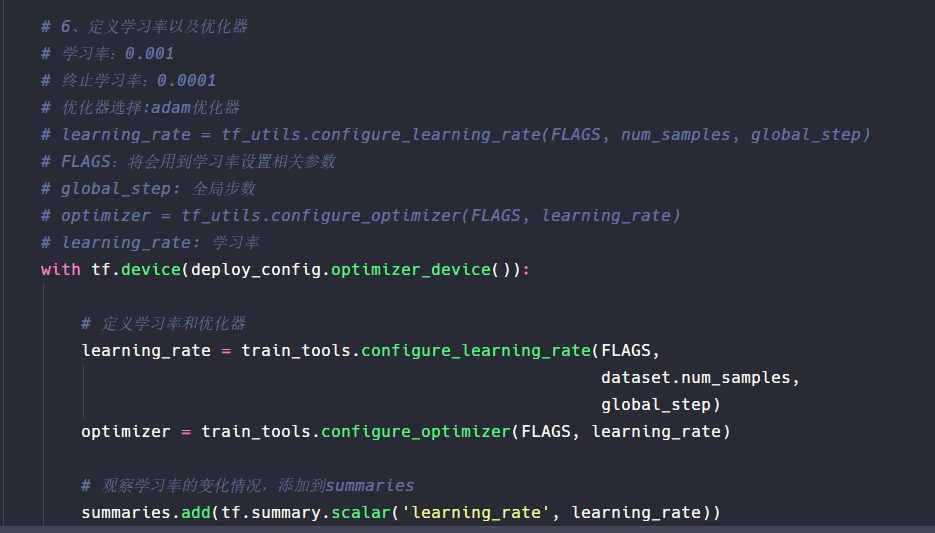 # 6、定义学习率以及优化器
# 学习率：0.001
# 终止学习率：0.0001
# 优化器选择:adam优化器
# learning_rate = tf_utils.configure_learning_rate(FLAGS, num_samples, global_step)
# FLAGS：将会用到学习率设置相关参数
# global_step: 全局步数
# optimizer = tf_utils.configure_optimizer(FLAGS, learning_rate)
# learning_rate: 学习率
with tf.device(deploy_config.optimizer_device()):
# 定义学习率和优化器
learning_rate = train_tools.configure_learning_rate(FLAGS,
dataset.num_samples,
global_step)
optimizer = train_tools.configure_optimizer(FLAGS, learning_rate)
# 观察学习率的变化情况，添加到summaries
summaries.add(tf.summary.scalar('learning_rate', learning_rate))